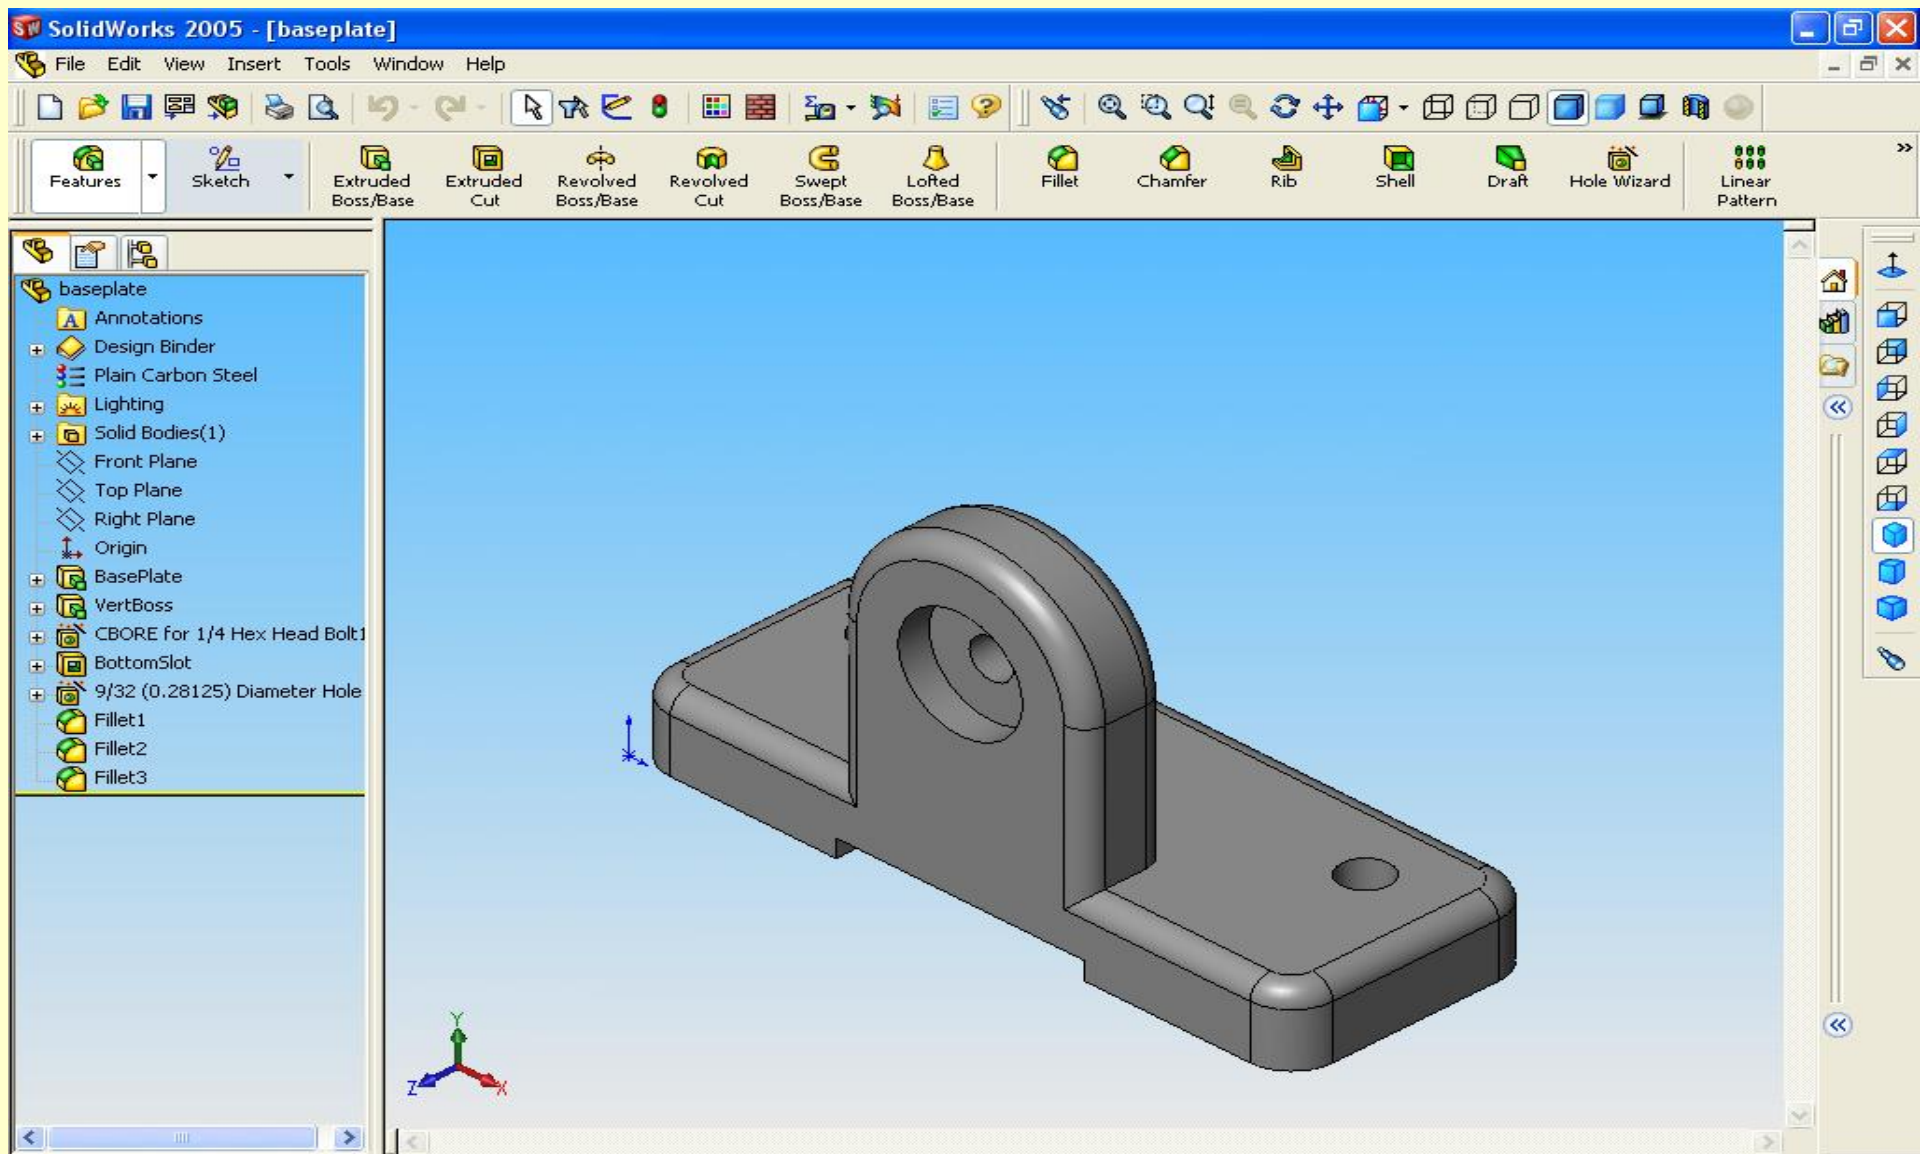 SolidWorks 2005 - [baseplate]
File Edit View Insert Tools Window Help
Features
Sketch
Extruded Boss/Base
Extruded Cut
Revolved Boss/Base
Revolved Cut
Swept Boss/Base
Lofted Boss/Base
Fillet
Chamfer
Rib
Shell
Draft
Hole Wizard
Linear Pattern
baseplate
Annotations
Design Binder
Plain Carbon Steel
Lighting
Solid Bodies(1)
Front Plane
Top Plane
Right Plane
Origin
BasePlate
VertBoss
CBORE for 1/4 Hex Head Bolt1
BottomSlot
9/32 (0.28125) Diameter Hole
Fillet1
Fillet2
Fillet3
Y
Z
X